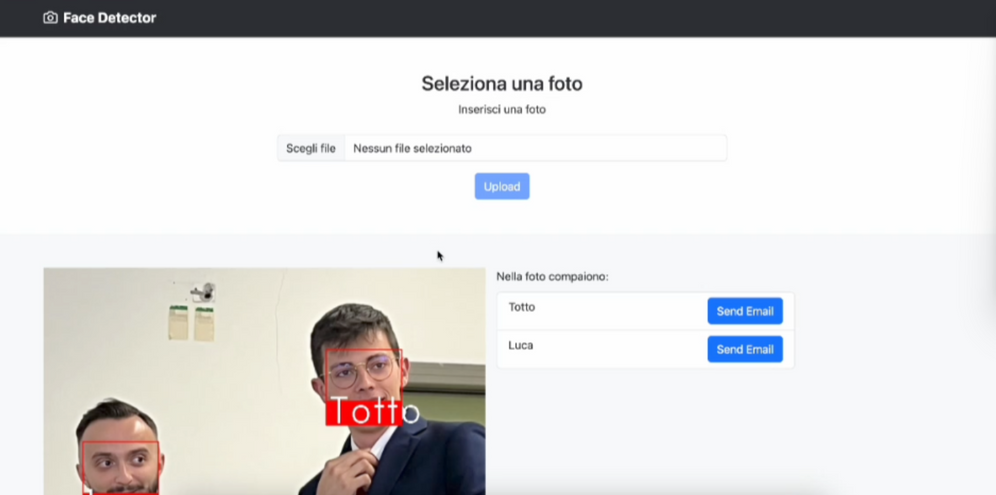 Face Detector
Seleziona una foto
Inserisci una foto
Scegli file Nessun file selezionato
Upload
Nella foto compaiono:
Totto Send Email
Luca Send Email
Totto